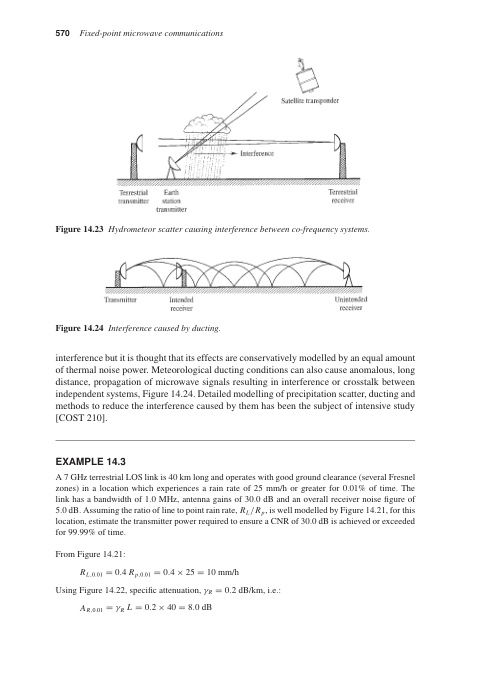 570 Fixed-point microwave communications
Satellite transponder
Interference
Terrestrial
transmitter
Earth
station
transmitter
Terrestrial
receiver
Figure 14.23 Hydrometeor scatter causing interference between co-frequency systems.
Transmitter
Intended
receiver
Unintended
receiver
Figure 14.24 Interference caused by ducting.
interference but it is thought that its effects are conservatively modelled by an equal amount
of thermal noise power. Meteorological ducting conditions can also cause anomalous, long
distance, propagation of microwave signals resulting in interference or crosstalk between
independent systems, Figure 14.24. Detailed modelling of precipitation scatter, ducting and
methods to reduce the interference caused by them has been the subject of intensive study
[COST 210].
EXAMPLE 14.3
A 7 GHz terrestrial LOS link is 40 km long and operates with good ground clearance (several Fresnel
zones) in a location which experiences a rain rate of 25 mm/h or greater for 0.01% of time. The
link has a bandwidth of 1.0 MHz, antenna gains of 30.0 dB and an overall receiver noise figure of
5.0 dB. Assuming the ratio of line to point rain rate, R_L/R_p, is well modelled by Figure 14.21, for this
location, estimate the transmitter power required to ensure a CNR of 30.0 dB is achieved or exceeded
for 99.99% of time.
From Figure 14.21:
R_{L,0.01} = 0.4 R_{p,0.01} = 0.4 × 25 = 10 mm/h
Using Figure 14.22, specific attenuation, γ_R = 0.2 dB/km, i.e.:
A_{R,0.01} = γ_R L = 0.2 × 40 = 8.0 dB